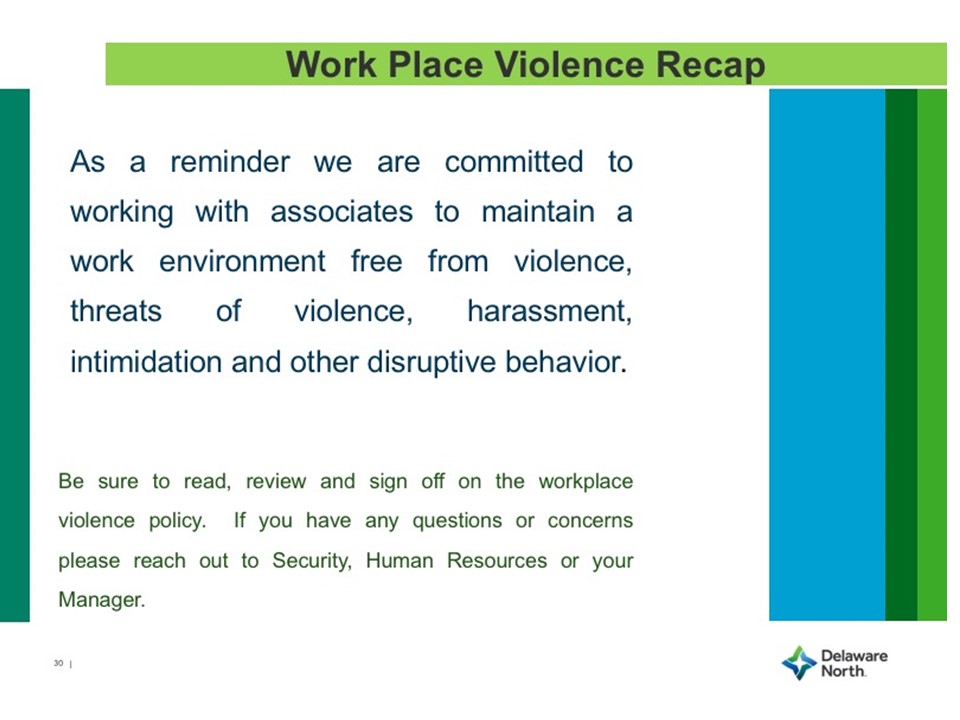 Work Place Violence Recap
As a reminder we are committed to
working with associates to maintain a
work environment free from violence,
threats of violence, harassment,
intimidation and other disruptive behavior.
Be sure to read, review and sign off on the workplace
violence policy.  If you have any questions or concerns
please reach out to Security, Human Resources or your
Manager.
30 |
Delaware
North.